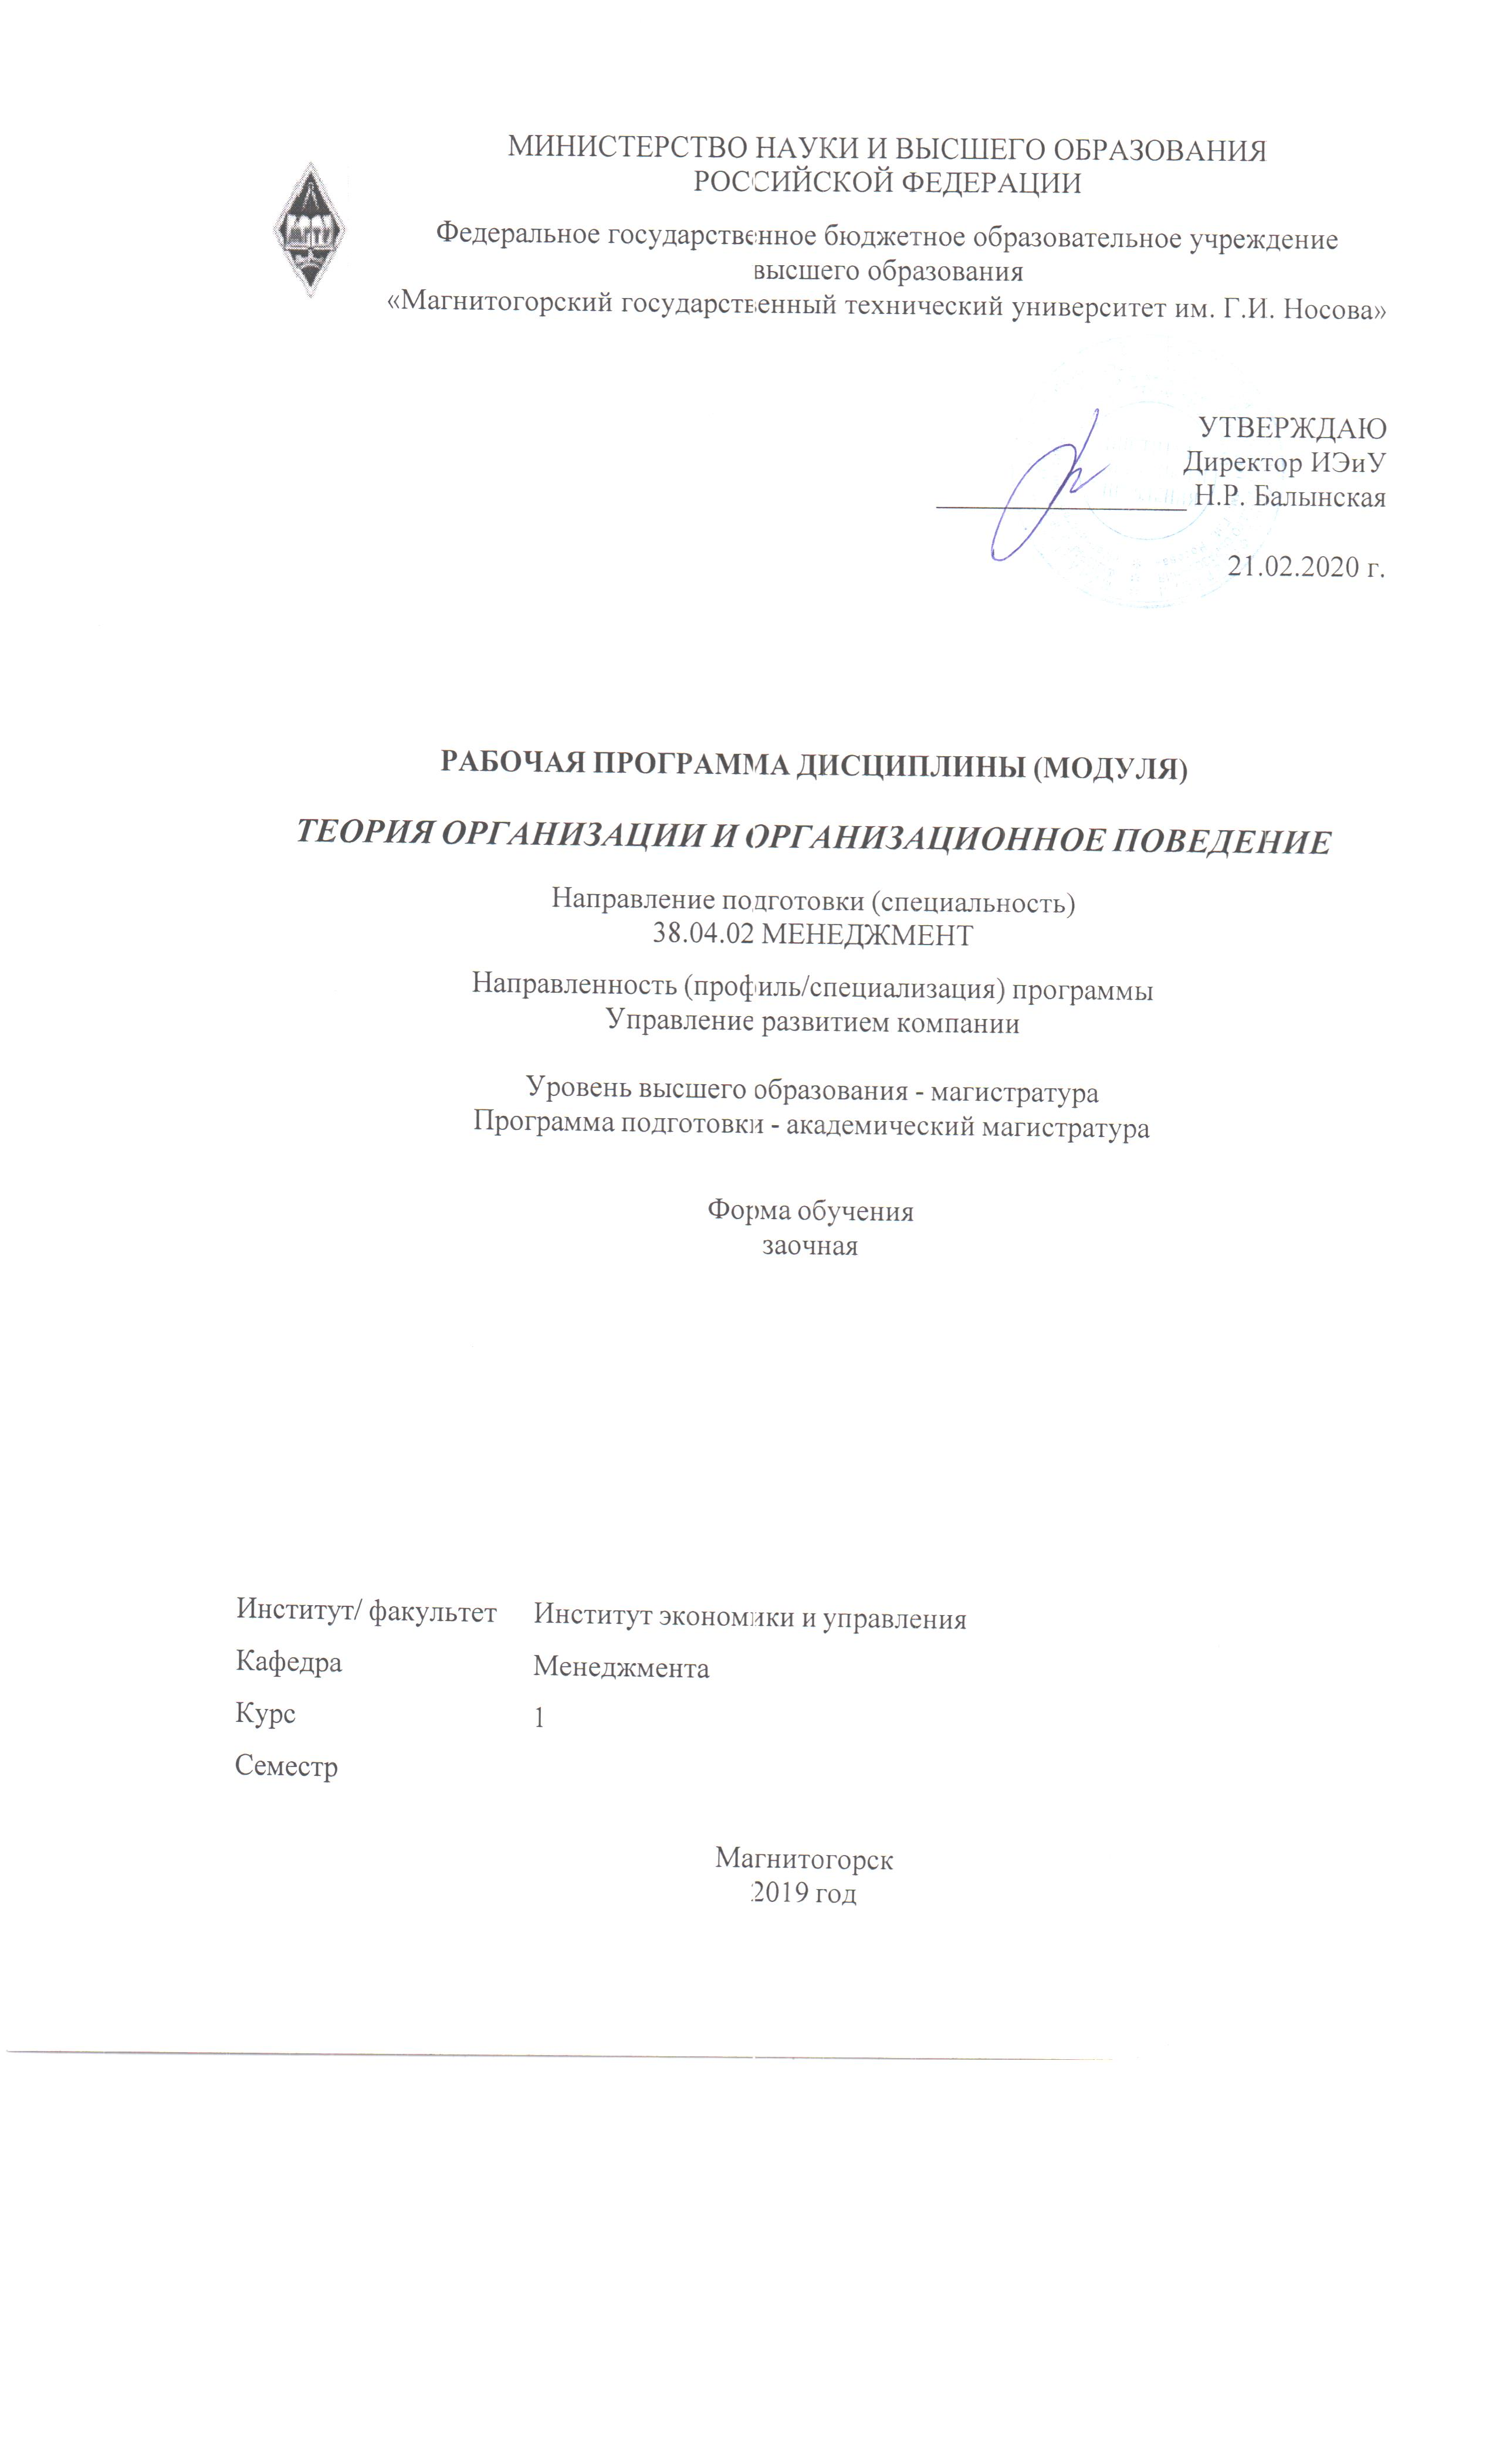 МИНИСТЕРСТВО НАУКИ И ВЫСШЕГО ОБРАЗОВАНИЯ
РОССИЙСКОЙ ФЕДЕРАЦИИ
Федеральное государственное бюджетное образовательное учреждение
высшего образования
«Магнитогорский государственный технический университет им. Г.И. Носова»
МГТУ
УТВЕРЖДАЮ
Директор ИЭиУ
Н.Р. Балынская
21.02.2020 г.
РАБОЧАЯ ПРОГРАММА ДИСЦИПЛИНЫ (МОДУЛЯ)
ТЕОРИЯ ОРГАНИЗАЦИИ И ОРГАНИЗАЦИОННОЕ ПОВЕДЕНИЕ
Направление подготовки (специальность)
38.04.02 МЕНЕДЖМЕНТ
Направленность (профиль/специализация) программы
Управление развитием компании
Уровень высшего образования - магистратура
Программа подготовки - академический магистратура
Форма обучения
заочная
Институт/ факультет Институт экономики и управления
Кафедра Менеджмента
Курс 1
Семестр
Магнитогорск
2019 год